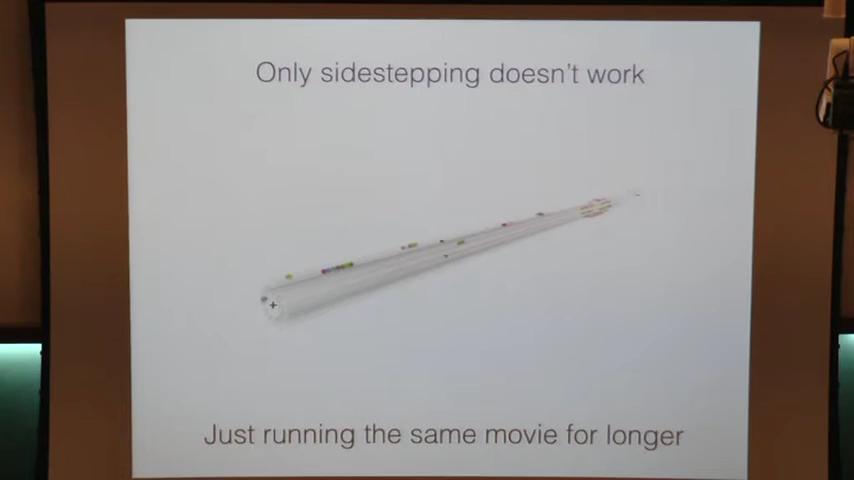 Only sidestepping doesn't work
+
-
Just running the same movie for longer